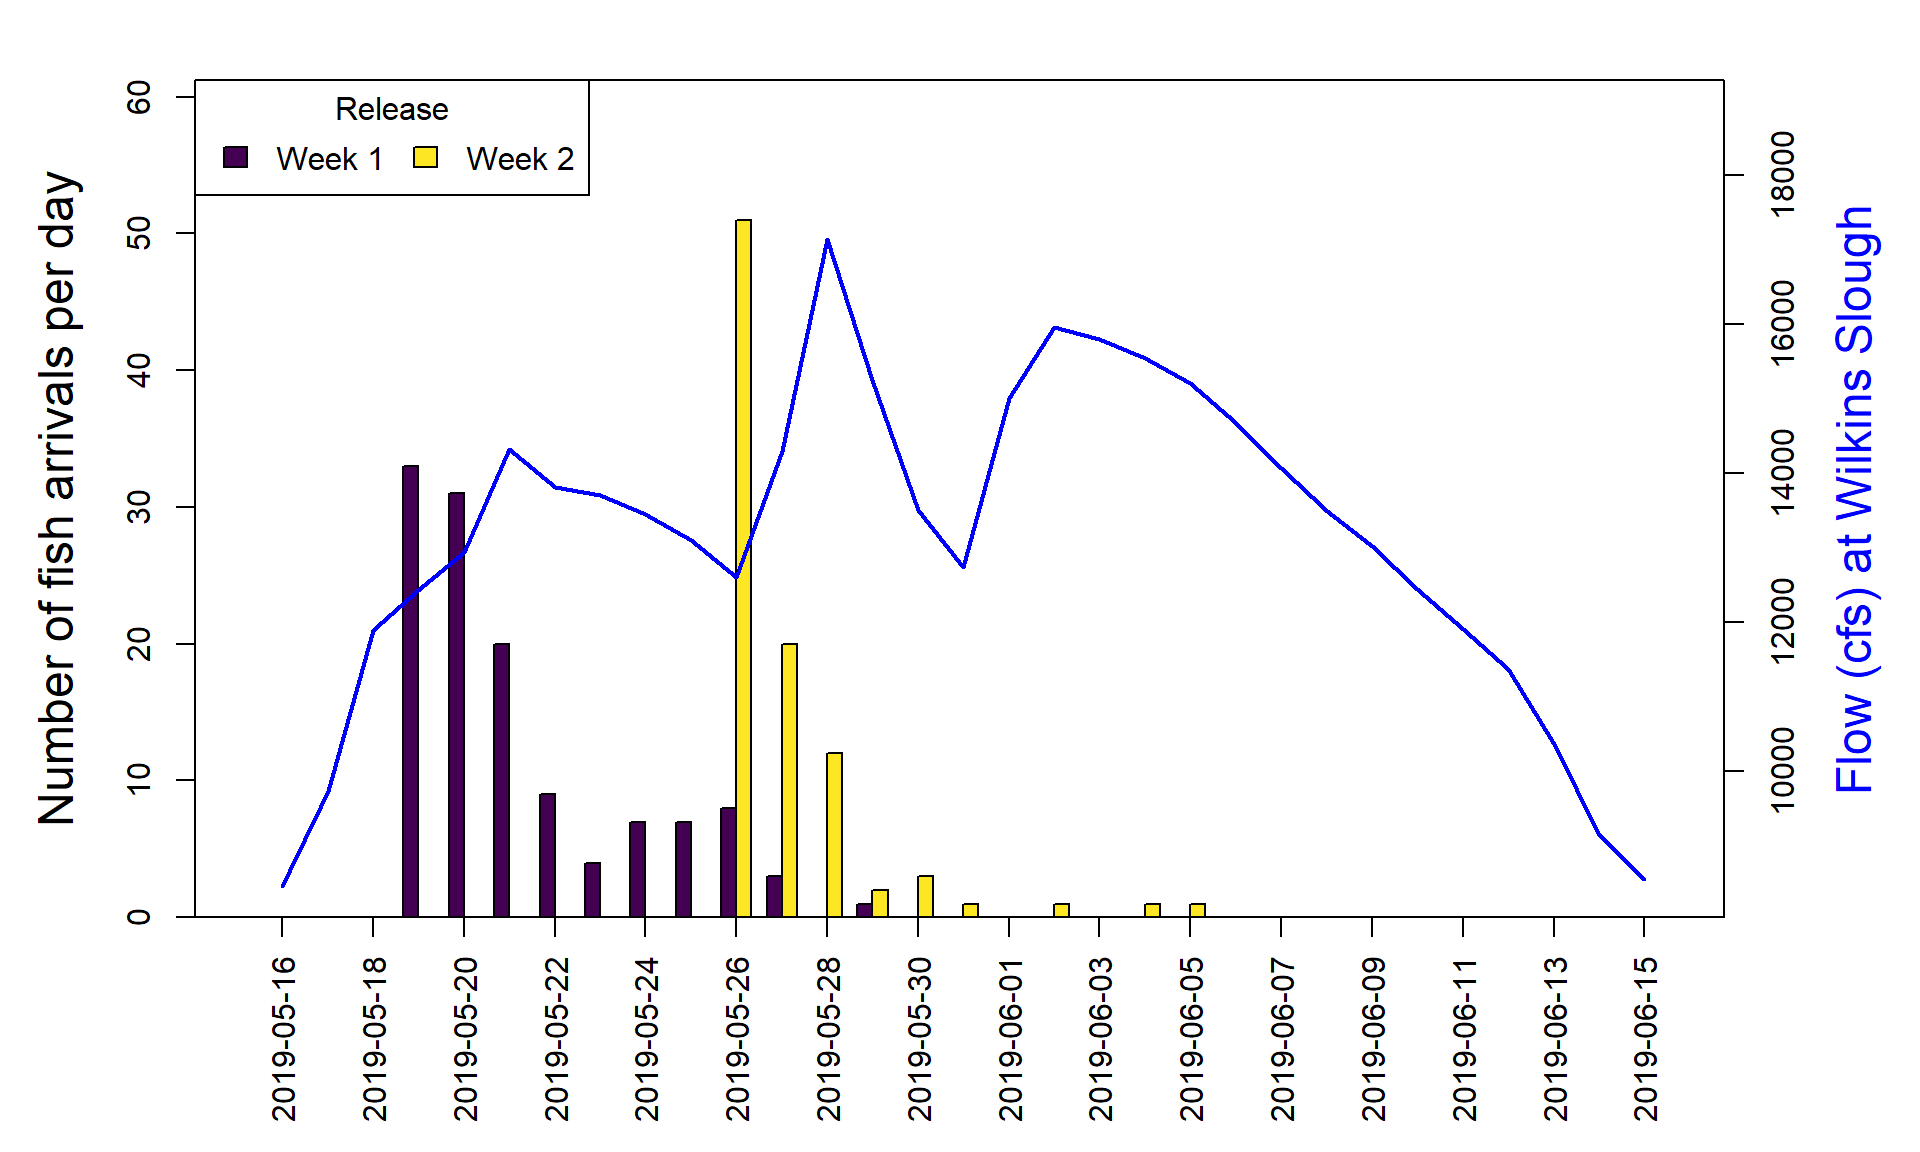 Release
Week 1 Week 2
Number of fish arrivals per day
0 10 20 30 40 50 60
Flow (cfs) at Wilkins Slough
10000 12000 14000 16000 18000
2019-05-16
2019-05-18
2019-05-20
2019-05-22
2019-05-24
2019-05-26
2019-05-28
2019-05-30
2019-06-01
2019-06-03
2019-06-05
2019-06-07
2019-06-09
2019-06-11
2019-06-13
2019-06-15